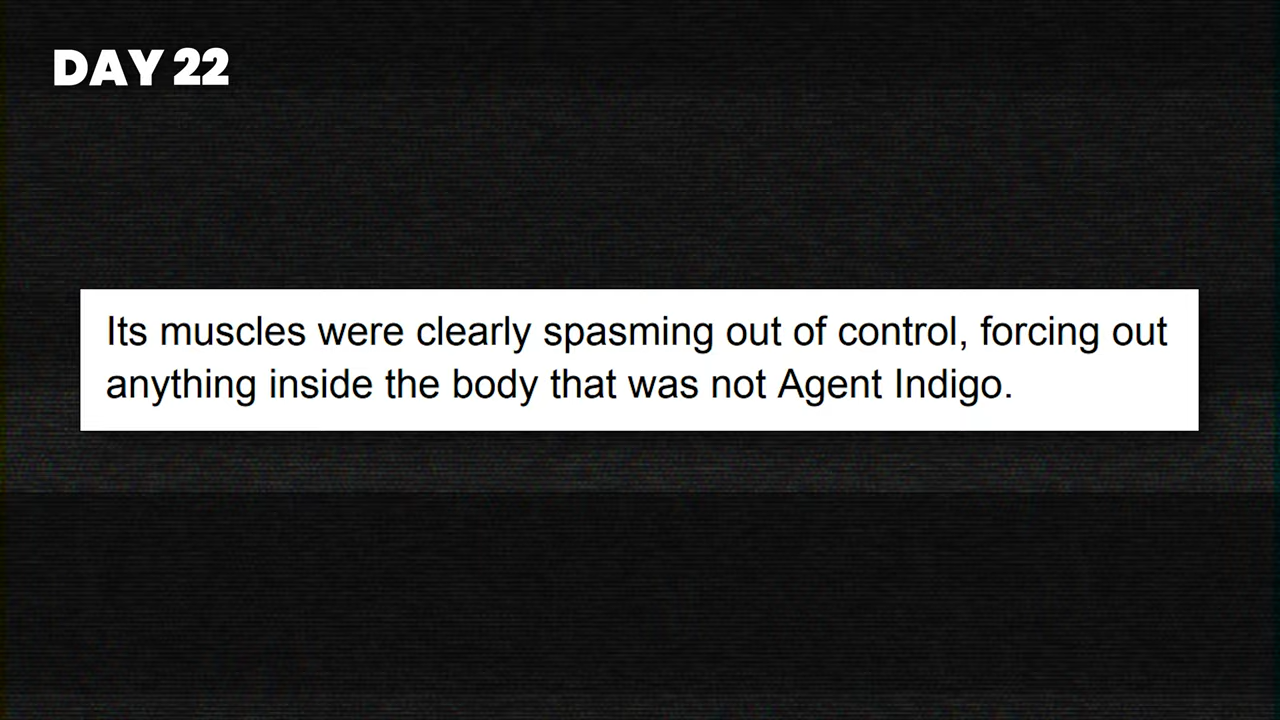 DAY 22
Its muscles were clearly spasming out of control, forcing out
anything inside the body that was not Agent Indigo.